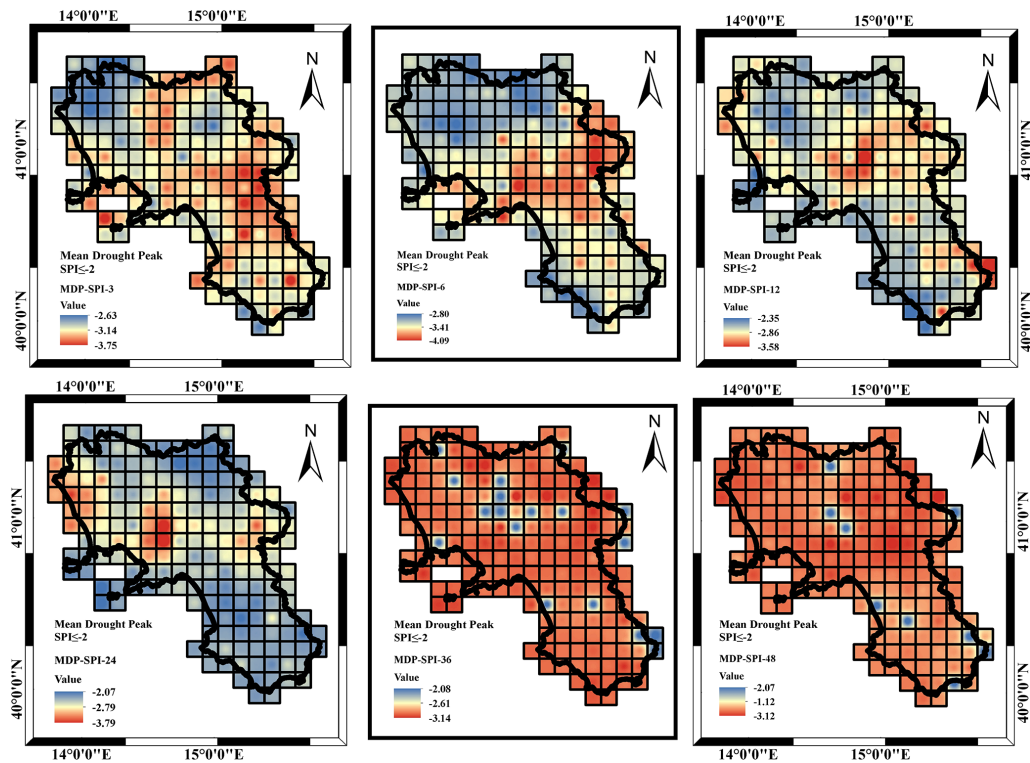 14°0'0"E 15°0'0"E
N
41°0'0"N
40°0'0"N
Mean Drought Peak
SPI≤-2
MDP-SPI-3
Value
-2.63
-3.14
-3.75
N
Mean Drought Peak
SPI≤-2
MDP-SPI-6
Value
-2.80
-3.41
-4.09
14°0'0"E 15°0'0"E
N
41°0'0"N
40°0'0"N
Mean Drought Peak
SPI≤-2
MDP-SPI-12
Value
-2.35
-2.86
-3.58
14°0'0"E 15°0'0"E
N
41°0'0"N
40°0'0"N
Mean Drought Peak
SPI≤-2
MDP-SPI-24
Value
-2.07
-2.79
-3.79
14°0'0"E 15°0'0"E
N
Mean Drought Peak
SPI≤-2
MDP-SPI-36
Value
-2.08
-2.61
-3.14
14°0'0"E 15°0'0"E
N
41°0'0"N
40°0'0"N
Mean Drought Peak
SPI≤-2
MDP-SPI-48
Value
-2.07
-1.12
-3.12
14°0'0"E 15°0'0"E